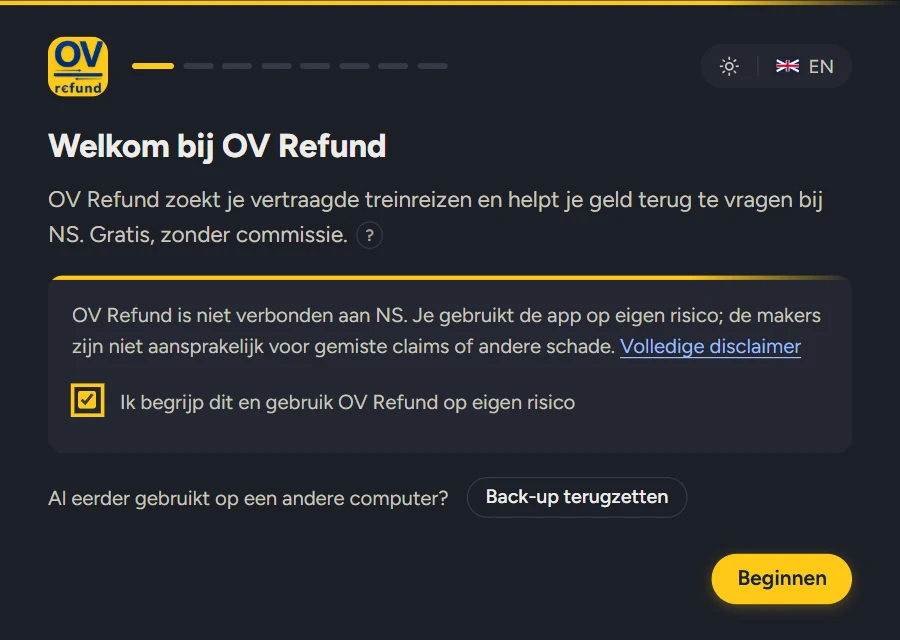 OV
refund
EN
Welkom bij OV Refund
OV Refund zoekt je vertraagde treinreizen en helpt je geld terug te vragen bij
NS. Gratis, zonder commissie. ?
OV Refund is niet verbonden aan NS. Je gebruikt de app op eigen risico; de makers
zijn niet aansprakelijk voor gemiste claims of andere schade. Volledige disclaimer
Ik begrijp dit en gebruik OV Refund op eigen risico
Al eerder gebruikt op een andere computer? Back-up terugzetten
Beginnen